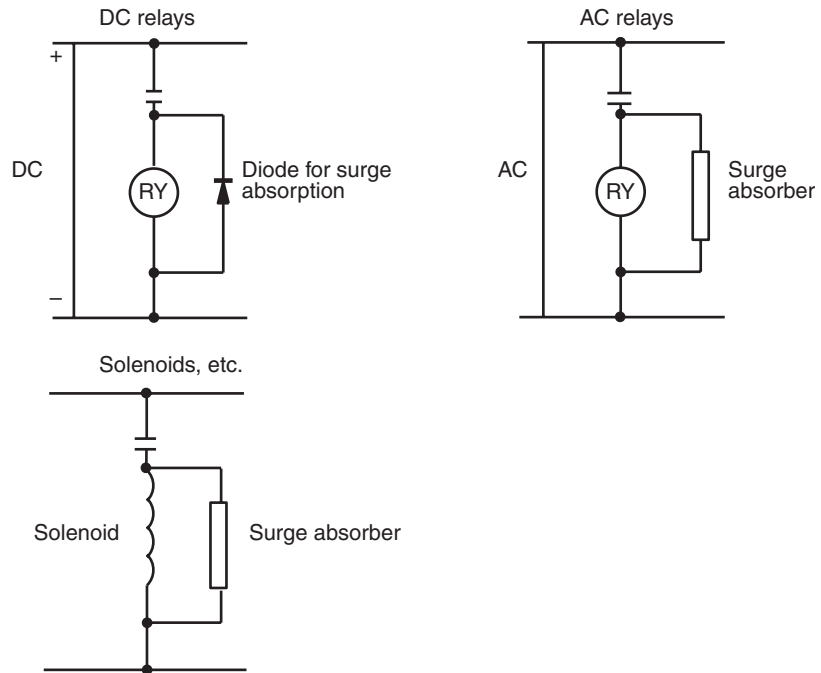 DC relays
+
DC
RY
Diode for surge
absorption
–
AC relays
AC
RY
Surge
absorber
Solenoids, etc.
Solenoid
Surge absorber